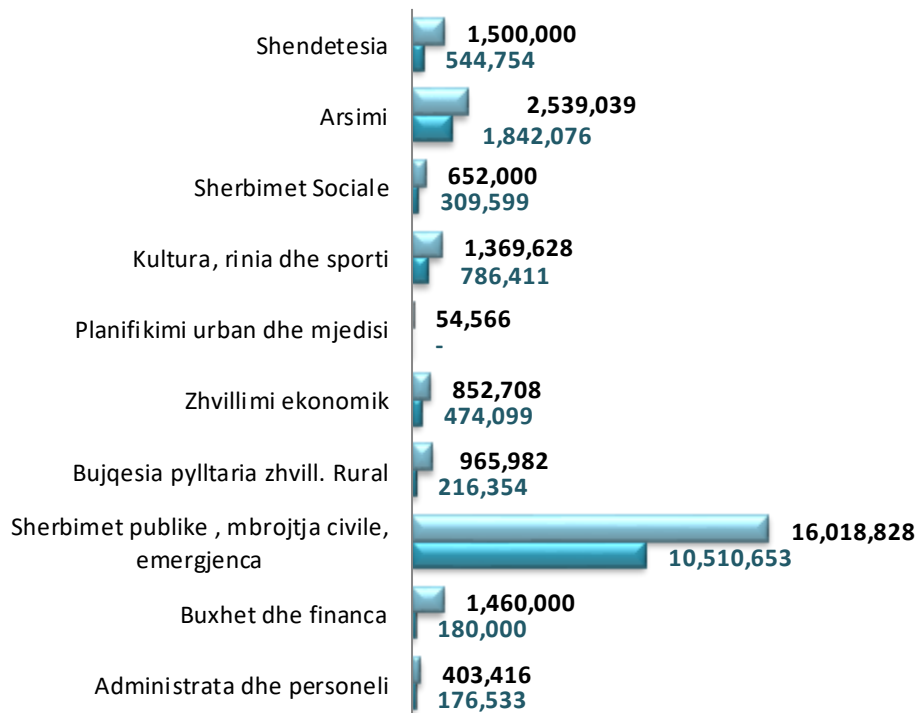 Shendetesia
1,500,000
544,754
Arsimi
2,539,039
1,842,076
Sherbimet Sociale
652,000
309,599
Kultura, rinia dhe sporti
1,369,628
786,411
Planifikimi urban dhe mjedisi
54,566
-
Zhvillimi ekonomik
852,708
474,099
Bujqesia pylltaria zhvill. Rural
965,982
216,354
Sherbimet publike , mbrojtja civile,
emergjenca
16,018,828
10,510,653
Buxhet dhe financa
1,460,000
180,000
Administrata dhe personeli
403,416
176,533